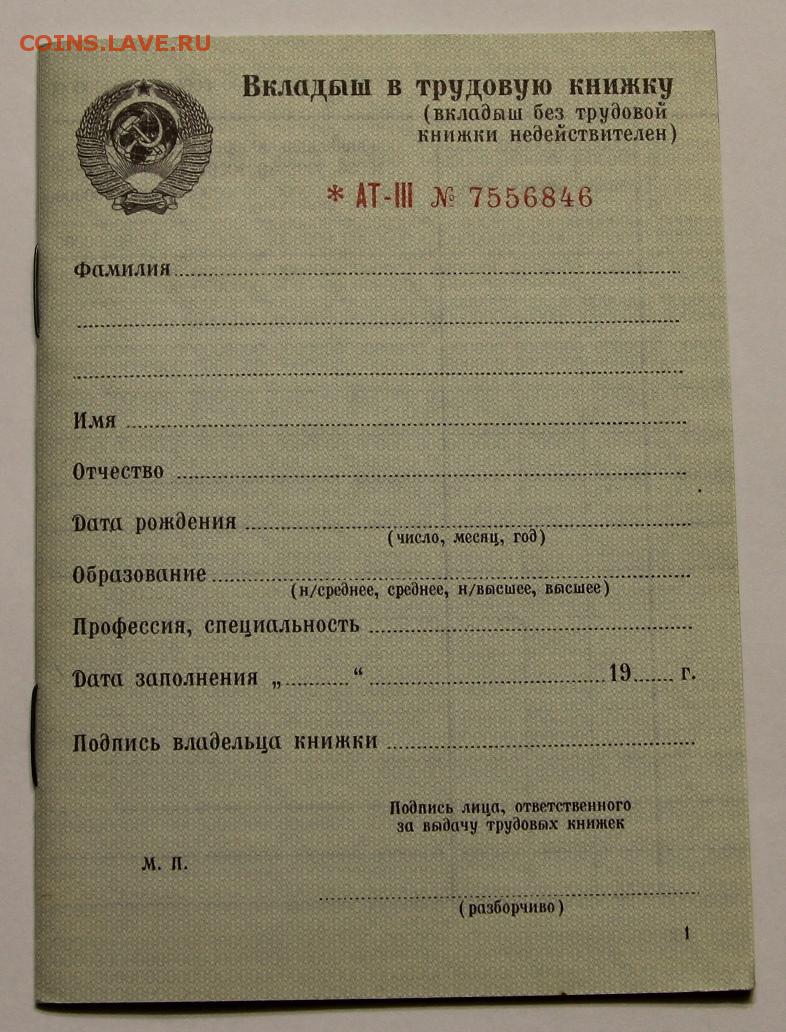 COINS.LAVE.RU
Вкладыш в трудовую книжку
(вкладыш без трудовой
книжки недействителен)
* АТ-III № 7556846
Фамилия
Имя
Отчество
Дата рождения
(число, месяц, год)
Образование
(н/среднее, среднее, н/высшее, высшее)
Профессия, специальность
Дата заполнения „ “ 19 г.
Подпись владельца книжки
Подпись лица, ответственного
за выдачу трудовых книжек
М. П.
(разборчиво)
1